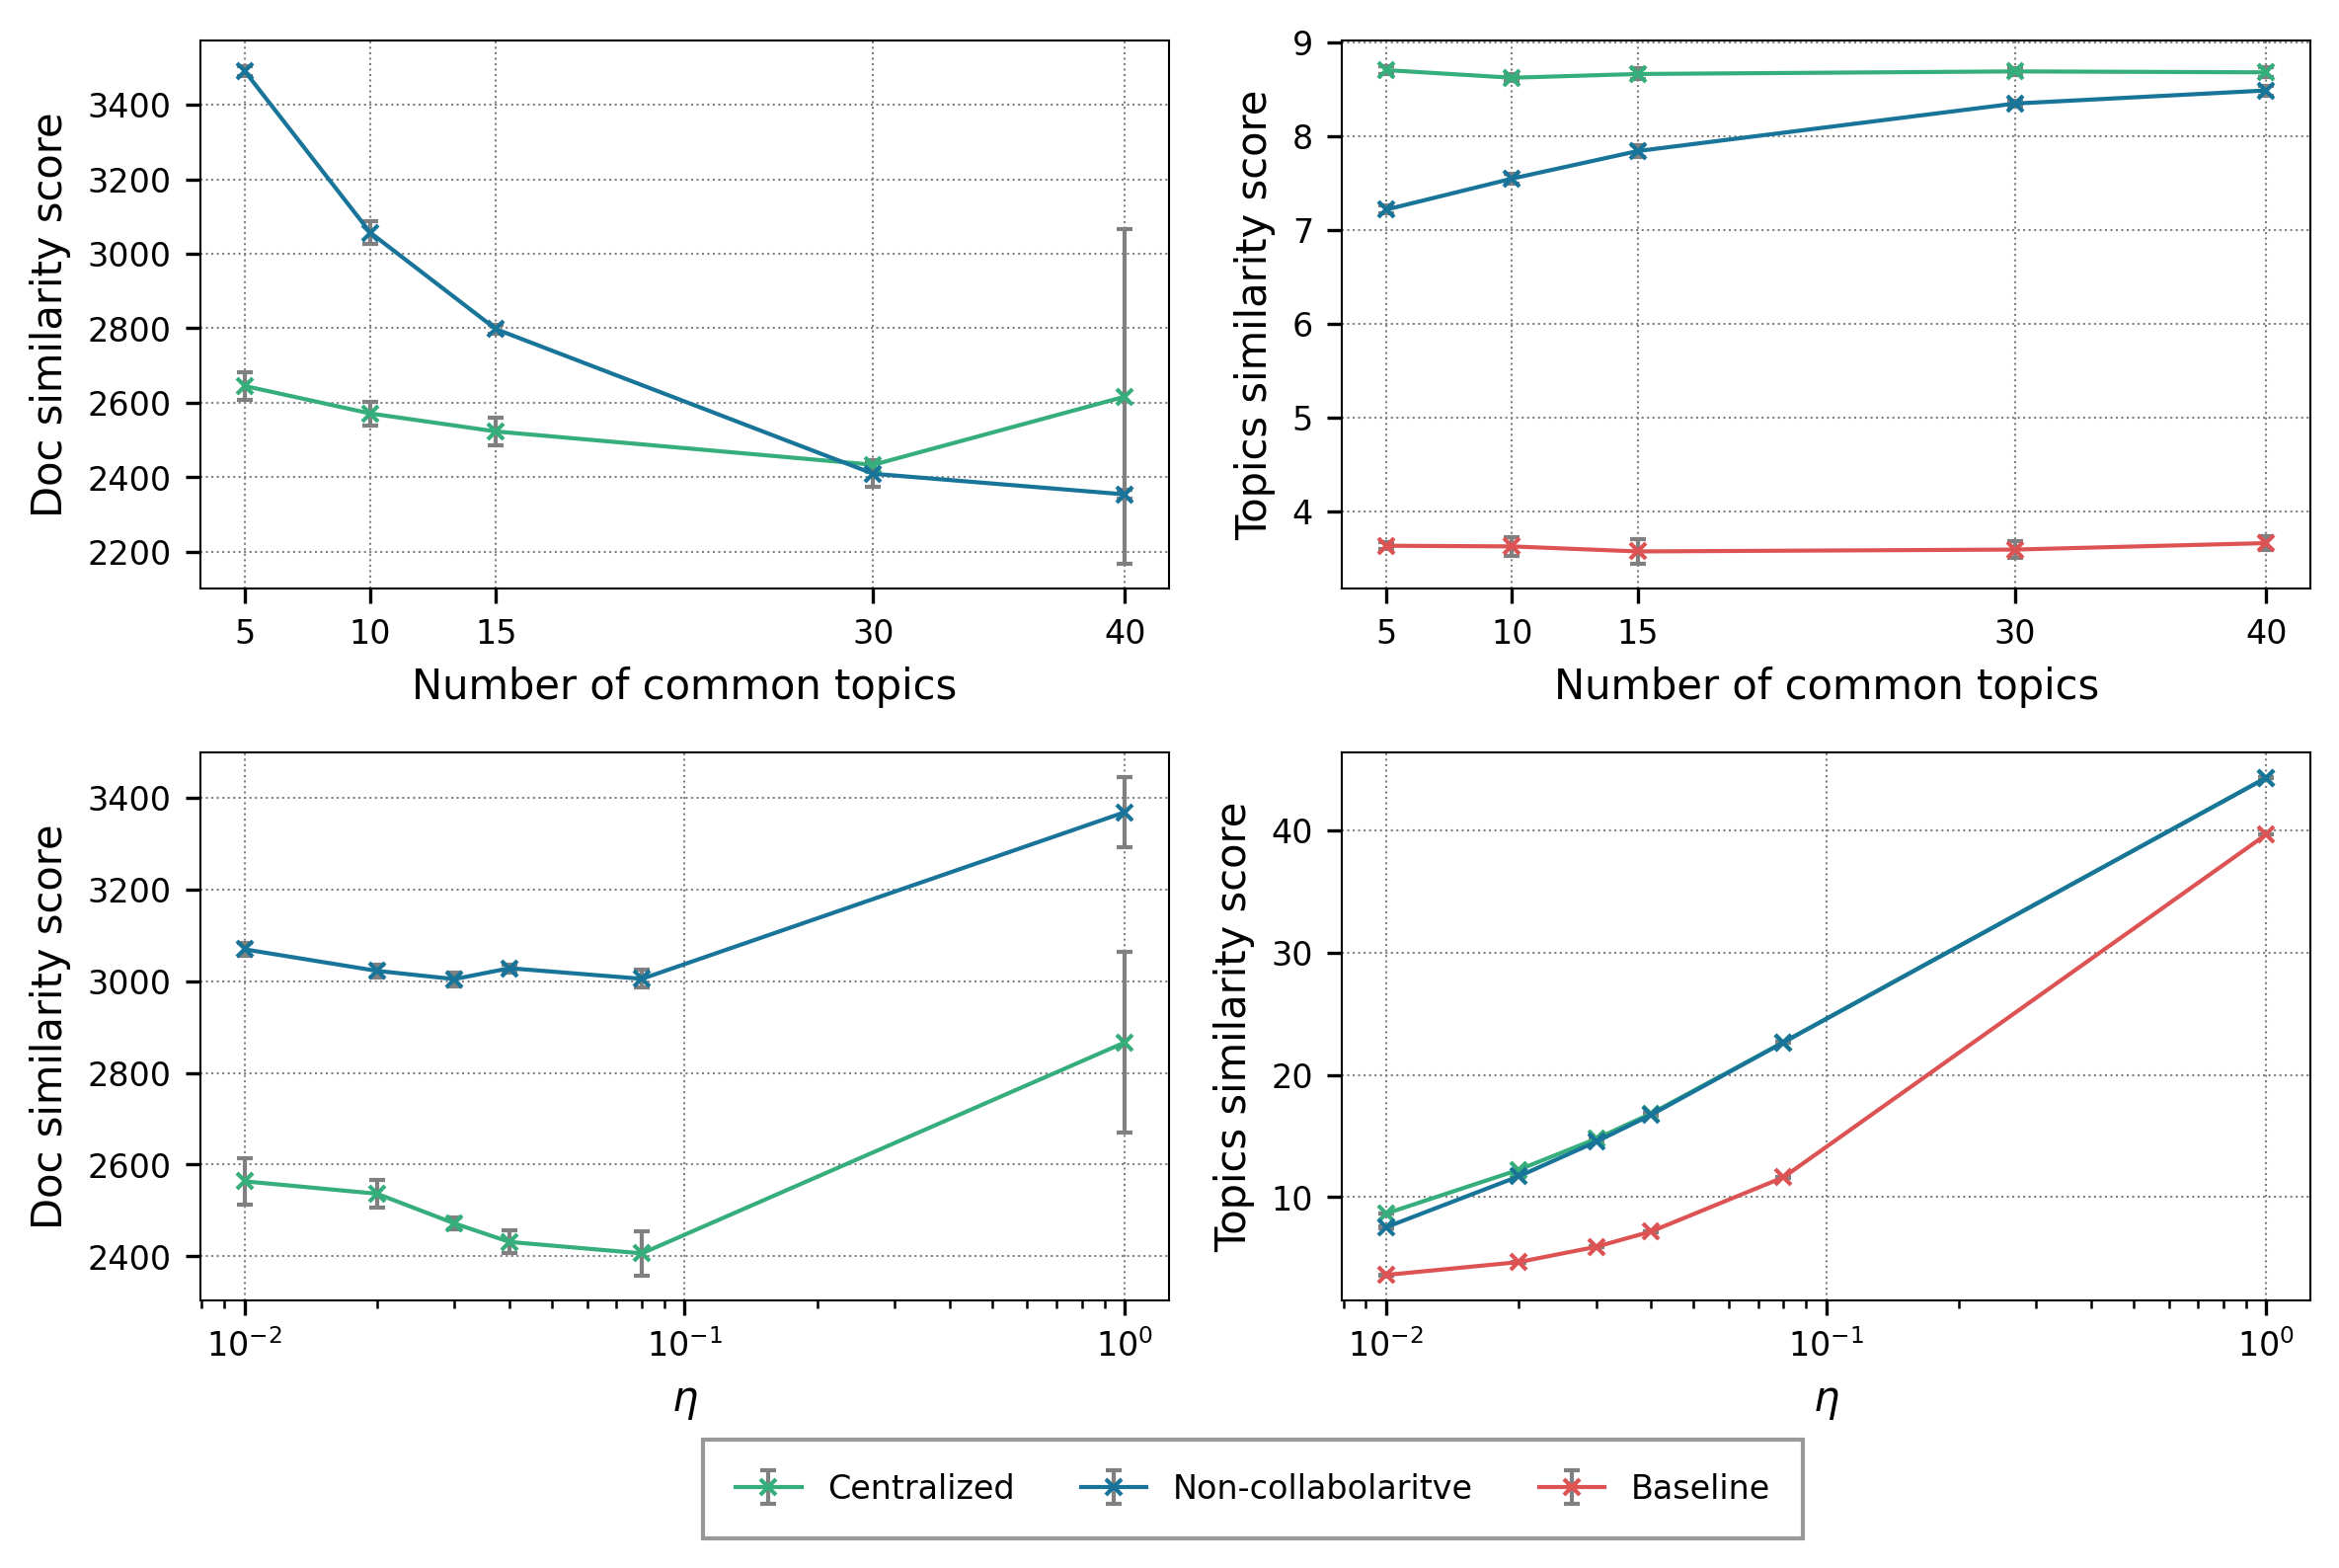 Doc similarity score
3400
3200
3000
2800
2600
2400
2200
5 10 15 30 40
Number of common topics
Topics similarity score
9
8
7
6
5
4
5 10 15 30 40
Number of common topics
Doc similarity score
3400
3200
3000
2800
2600
2400
10⁻² 10⁻¹ 10⁰
η
Topics similarity score
40
30
20
10
10⁻² 10⁻¹ 10⁰
η
Centralized Non-collabolaritve Baseline